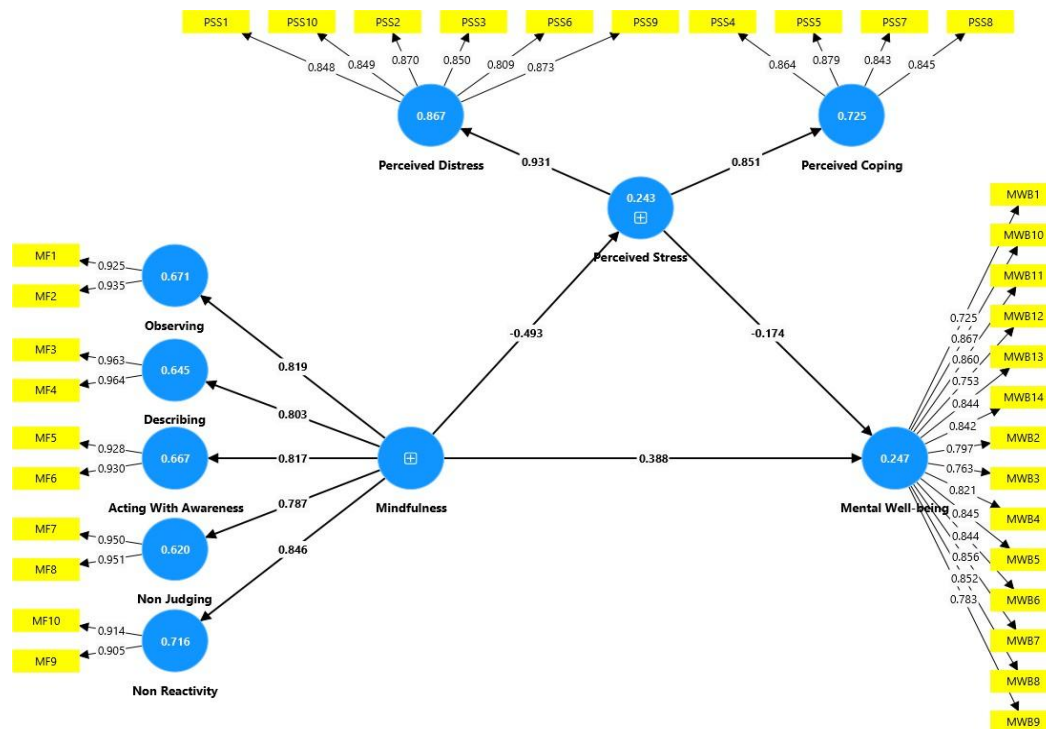 PSS1 PSS10 PSS2 PSS3 PSS6 PSS9 PSS4 PSS5 PSS7 PSS8
0.848 0.849 0.870 0.850 0.809 0.873 0.864 0.879 0.843 0.845
0.867 0.725
Perceived Distress Perceived Coping
0.931 0.851
0.243
Perceived Stress
MF1 0.925
MF2 0.935
0.671
Observing
MF3 0.963
MF4 0.964
0.645
Describing
MF5 0.928
MF6 0.930
0.667
Acting With Awareness
MF7 0.950
MF8 0.951
0.620
Non Judging
MF10 0.914
MF9 0.905
0.716
Non Reactivity
0.819
0.803
0.817
0.787
0.846
Mindfulness
-0.493
-0.174
0.388
0.247
Mental Well-being
0.725
0.867
0.860
0.753
0.844
0.842
0.797
0.763
0.821
0.845
0.844
0.856
0.852
0.783
MWB1
MWB10
MWB11
MWB12
MWB13
MWB14
MWB2
MWB3
MWB4
MWB5
MWB6
MWB7
MWB8
MWB9